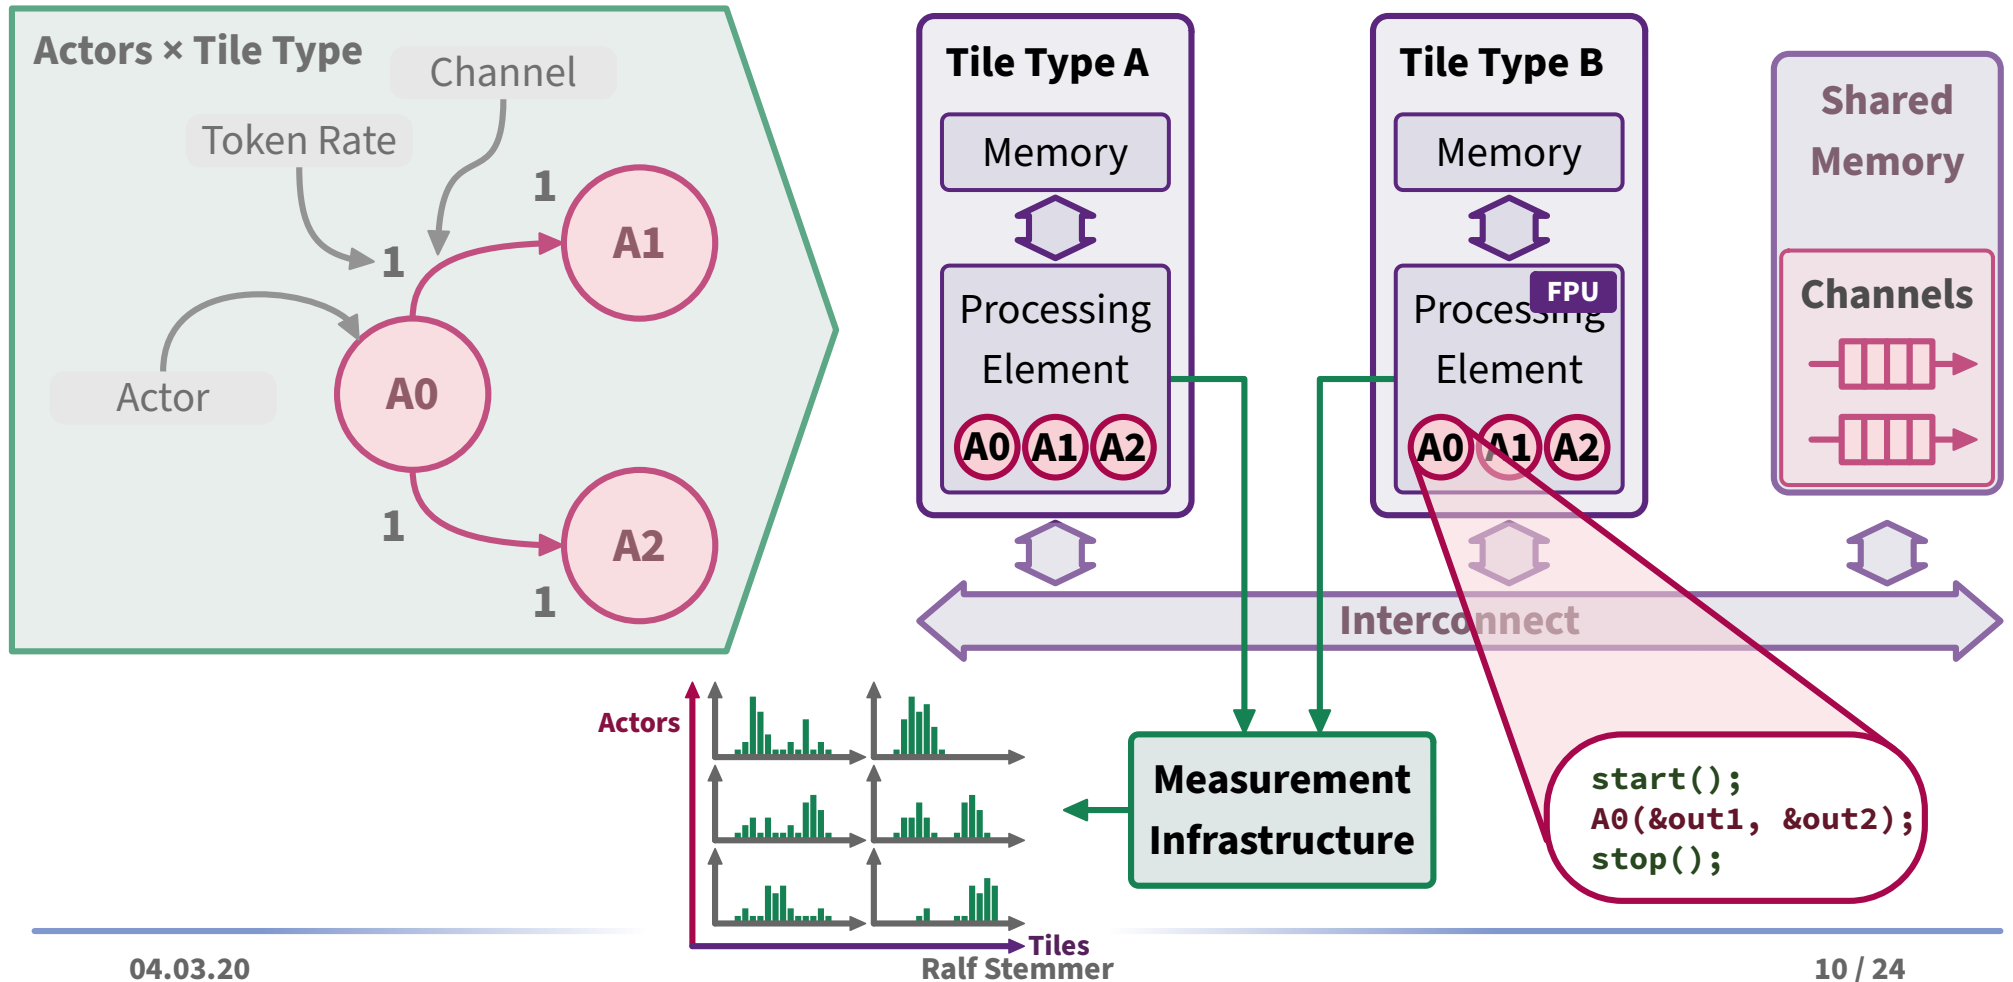 Actors × Tile Type
Channel
Token Rate
1
1
A1
Actor
A0
1
A2
1
Tile Type A
Memory
Processing
Element
A0 A1 A2
Tile Type B
Memory
FPU
Processing
Element
A0 A1 A2
Shared
Memory
Channels
Interconnect
Actors
Tiles
Measurement
Infrastructure
start();
A0(&out1, &out2);
stop();
04.03.20
Ralf Stemmer
10 / 24